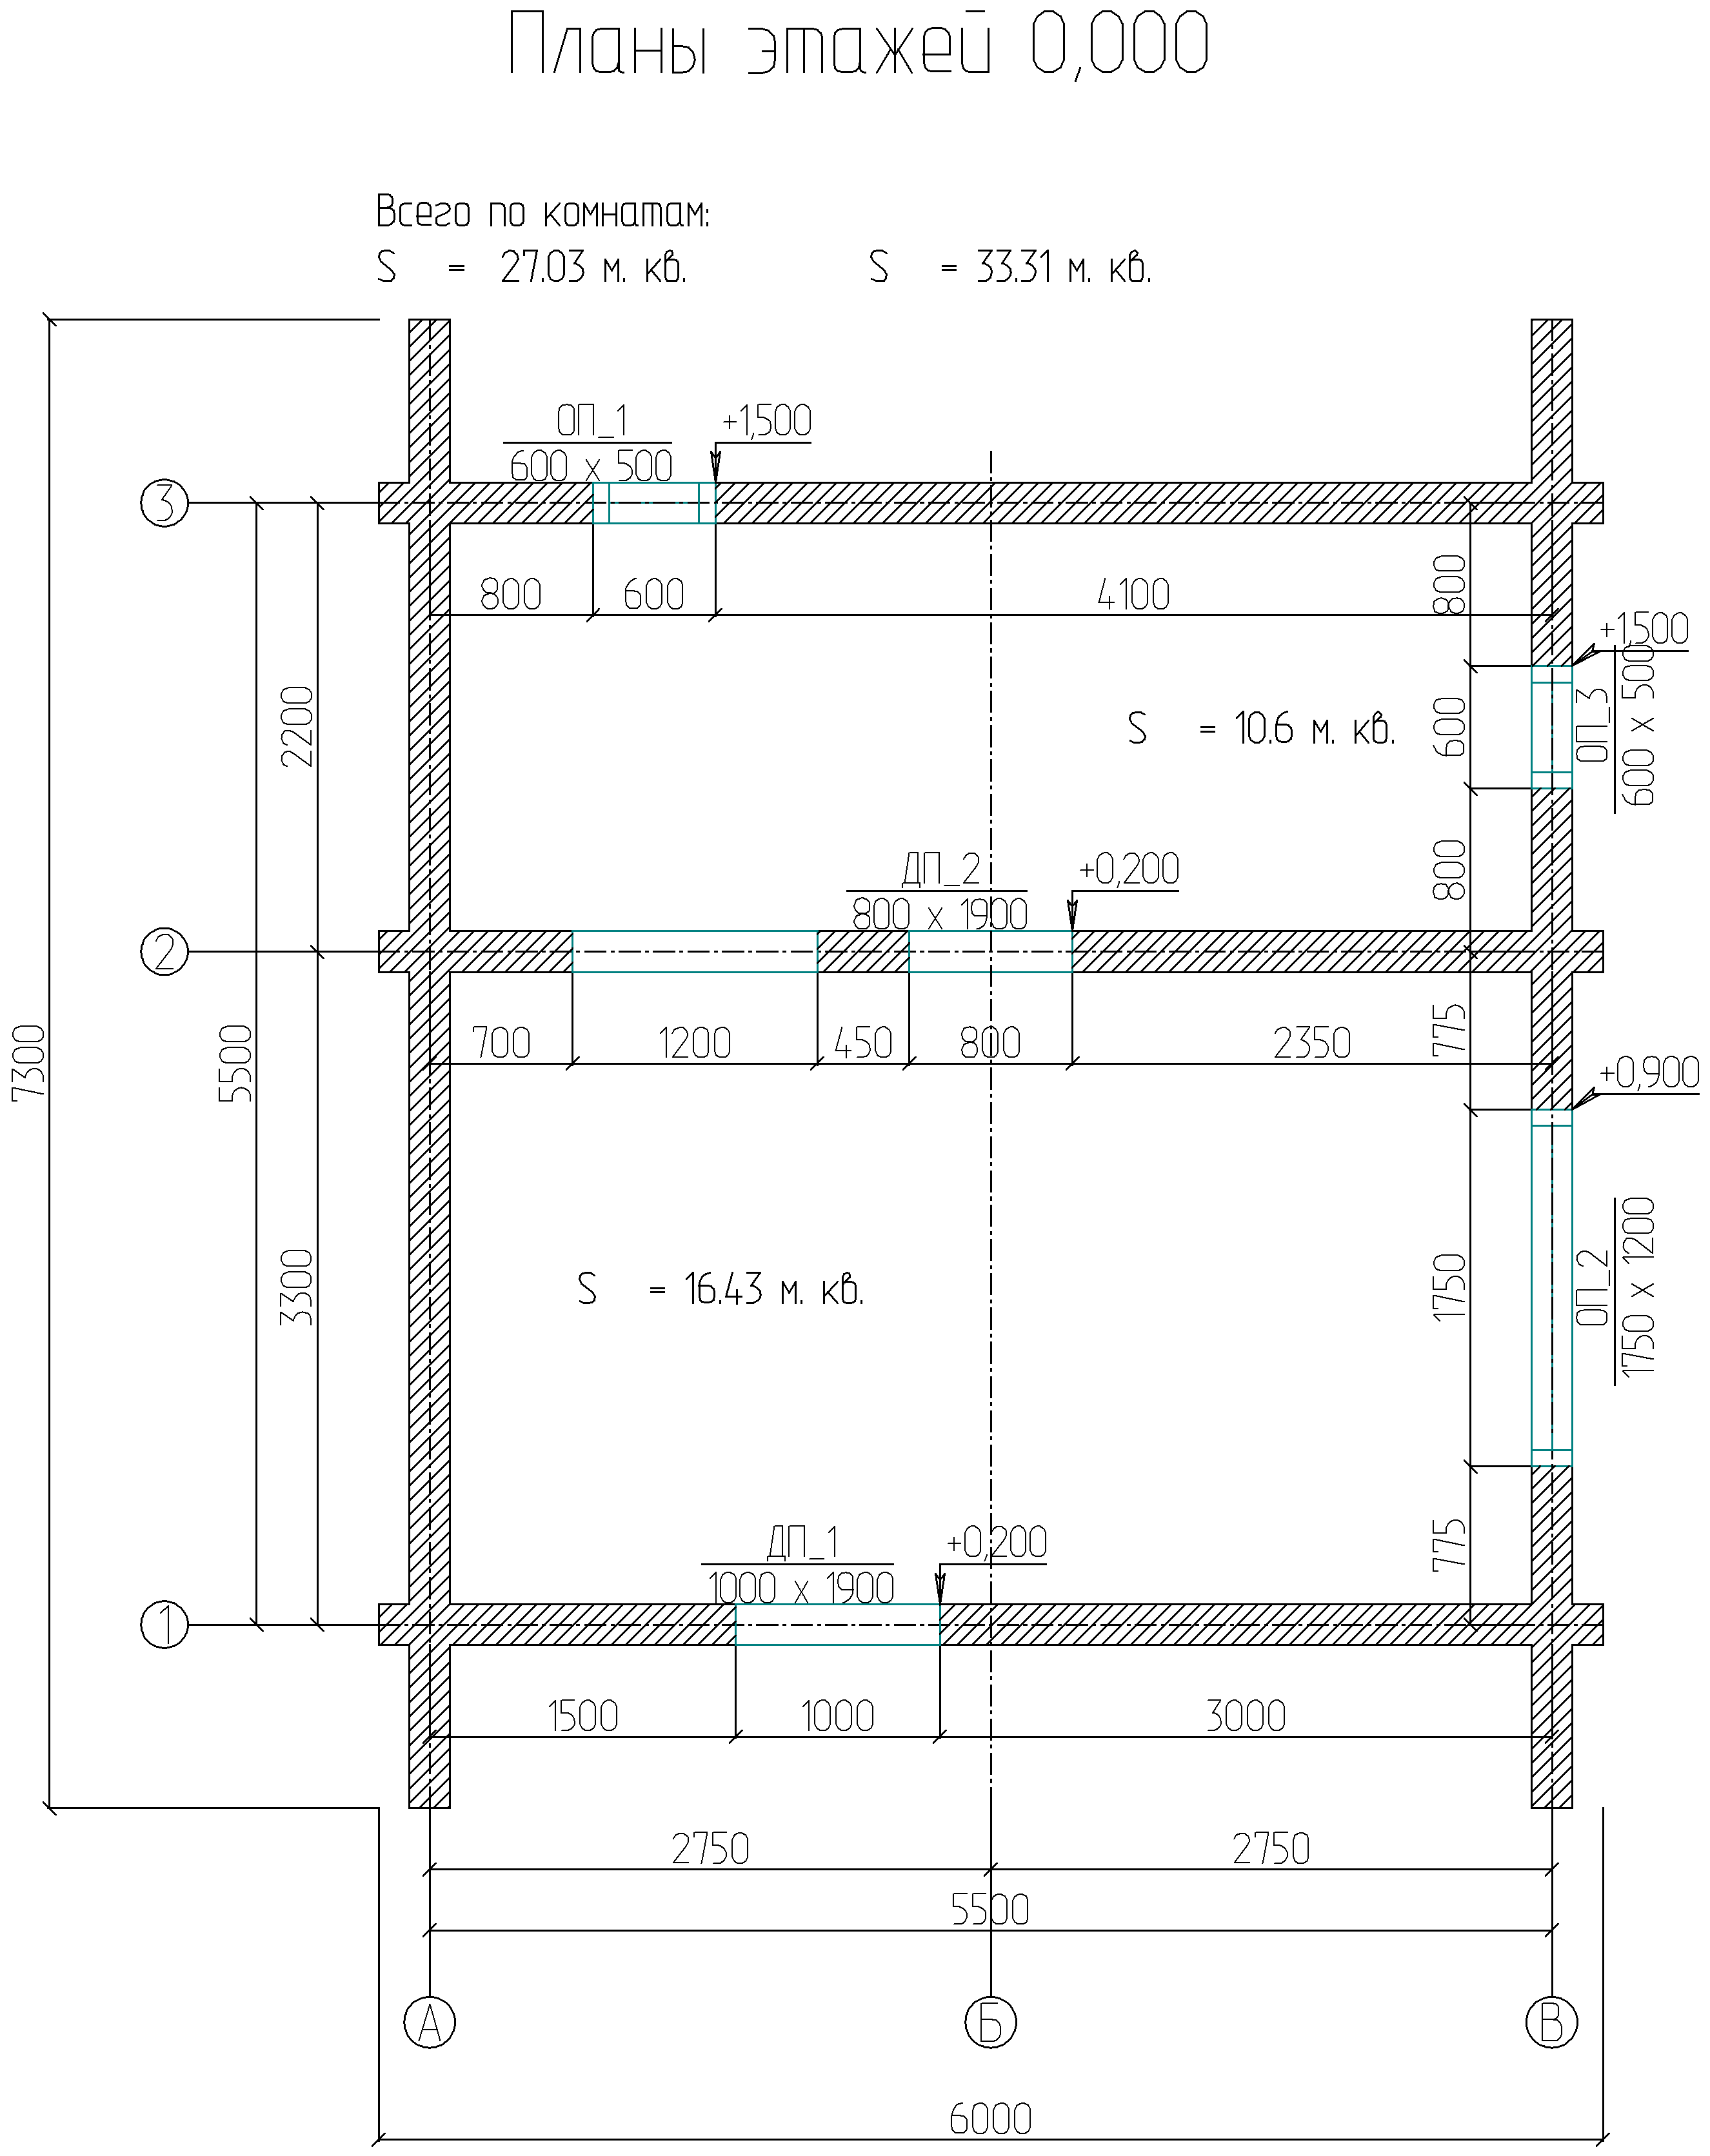 Планы этажей 0,000
Всего по комнатам:
S = 27.03 м. кв. S = 33.31 м. кв.
ОП_1 +1,500
600 x 500
3
800 600 4100
800
+1,500
2200
S = 10.6 м. кв.
600
ОП_3
600 x 500
800
ДП_2 +0,200
800 x 1900
2
700 1200 450 800 2350
775
7300
5500
+0,900
3300
S = 16.43 м. кв.
1750
ОП_2
1750 x 1200
775
ДП_1 +0,200
1000 x 1900
1
1500 1000 3000
2750 2750
5500
А Б В
6000